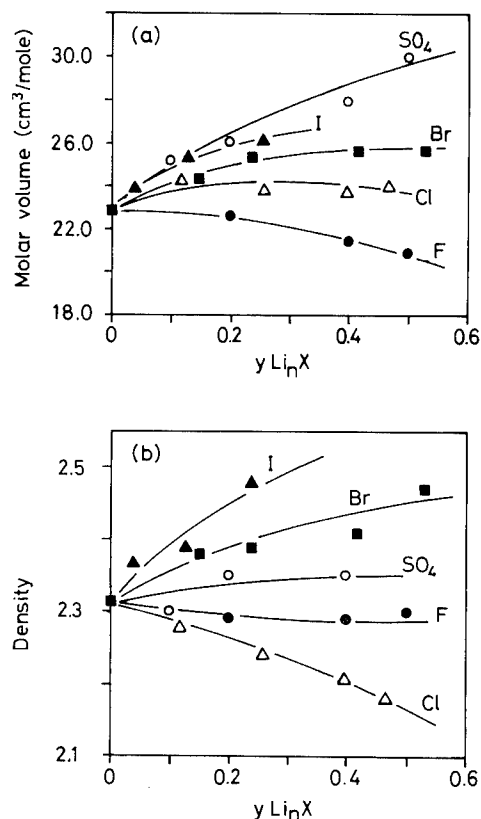 (a)
SO4
30.0
I
Br
26.0
Cl
22.0
F
18.0
0
0.2
0.4
0.6
Molar volume (cm³/mole)
y LinX
(b)
I
2.5
Br
SO4
2.3
F
Cl
2.1
0
0.2
0.4
0.6
Density
y LinX